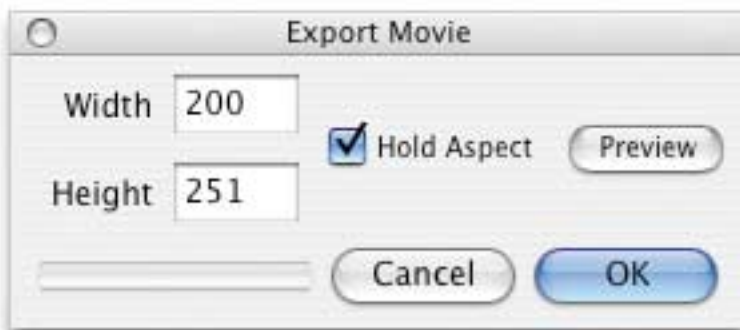 Export Movie
Width 200
Hold Aspect Preview
Height 251
Cancel OK